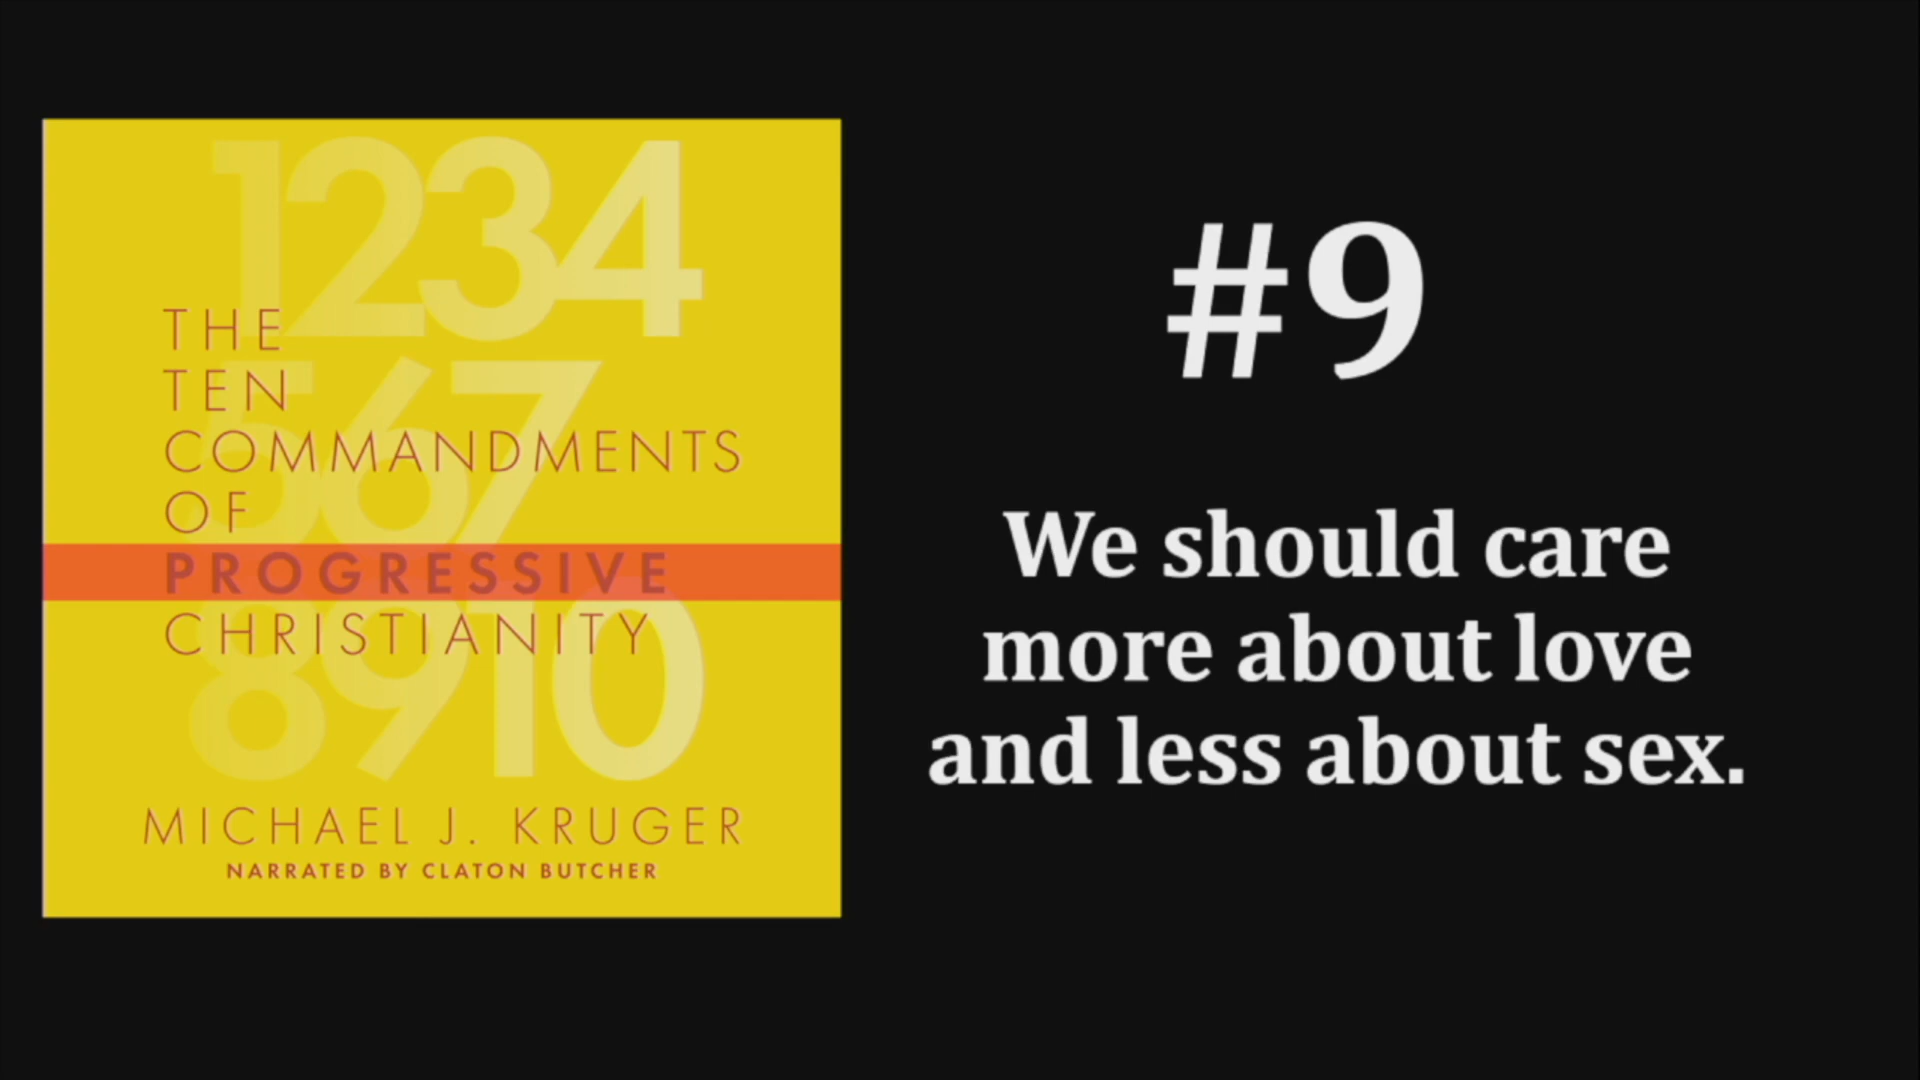 1234
THE
TEN
567
COMMANDMENTS
OF
PROGRESSIVE
CHRISTIANITY
8910
MICHAEL J. KRUGER
NARRATED BY CLATON BUTCHER
#9
We should care
more about love
and less about sex.